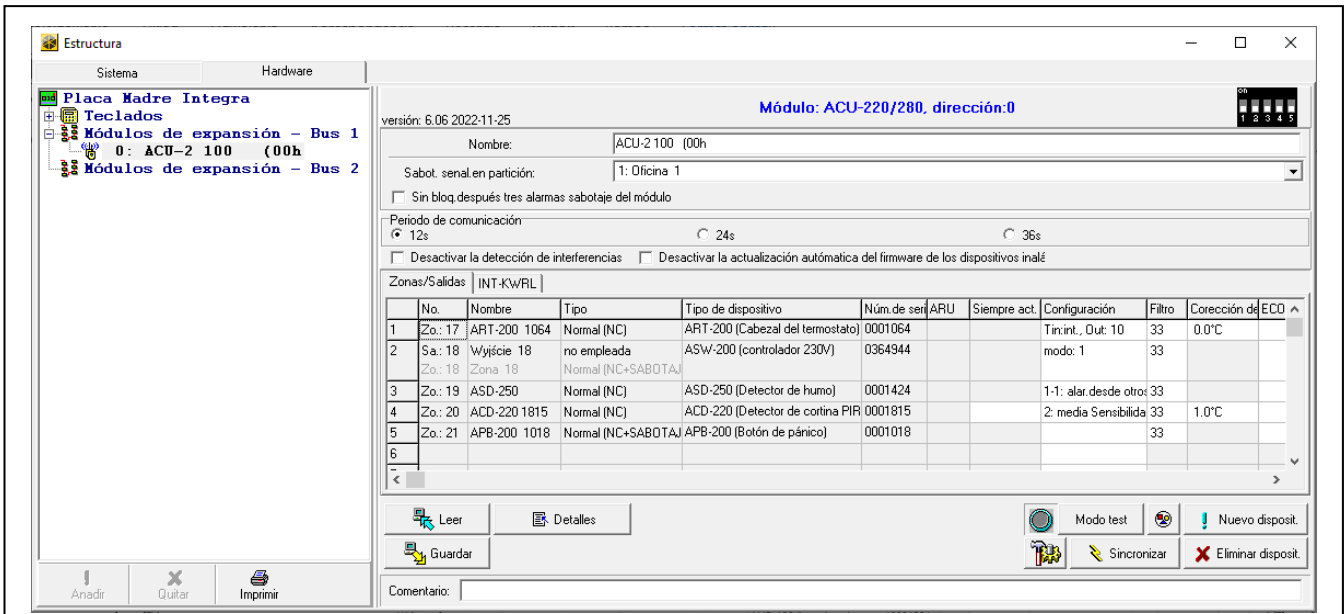 Estructura
Sistema Hardware
Placa Madre Integra
Teclados
Módulos de expansión – Bus 1
0: ACU-2 100 (00h
Módulos de expansión – Bus 2
Añadir Quitar Imprimir
versión: 6.06 2022-11-25
Módulo: ACU-220/280, dirección:0
on
1 2 3 4 5
Nombre: ACU-2 100 (00h
Sabot. senal.en partición: 1: Oficina 1
Sin bloq.después tres alarmas sabotaje del módulo
Periodo de comunicación
12s 24s 36s
Desactivar la detección de interferencias Desactivar la actualización autómatica del firmware de los dispositivos inalá
Zonas/Salidas INT-KWRL
No. Nombre Tipo Tipo de dispositivo Núm.de seri ARU Siempre act. Configuración Filtro Corección de ECO
1 Zo.: 17 ART-200 1064 Normal (NC) ART-200 (Cabezal del termostato) 0001064 Tin:int., Out: 10 33 0.0°C
2 Sa.: 18 Wyjście 18 no empleada ASW-200 (controlador 230V) 0364944 modo: 1 33
Zo.: 18 Zona 18 Normal (NC+SABOTAJ
3 Zo.: 19 ASD-250 Normal (NC) ASD-250 (Detector de humo) 0001424 1-1: alar.desde otros 33
4 Zo.: 20 ACD-220 1815 Normal (NC) ACD-220 (Detector de cortina PIR 0001815 2: media Sensibilida 33 1.0°C
5 Zo.: 21 APB-200 1018 Normal (NC+SABOTAJ APB-200 (Botón de pánico) 0001018 33
6
Leer Detalles Modo test Nuevo disposit.
Guardar Sincronizar Eliminar disposit.
Comentario: